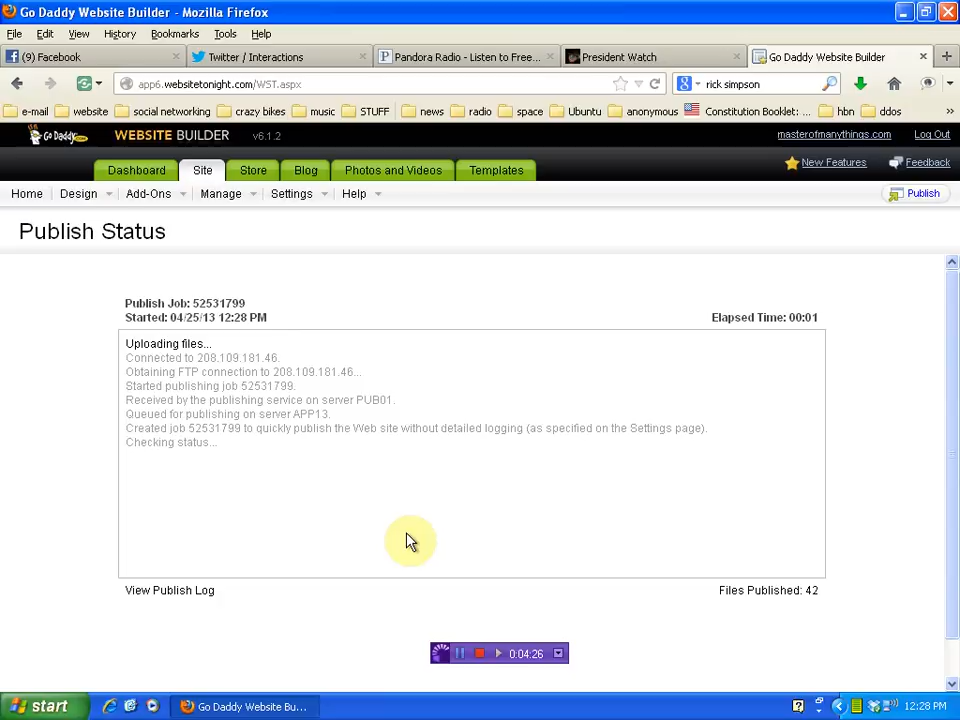 Go Daddy Website Builder - Mozilla Firefox
File Edit View History Bookmarks Tools Help
(9) Facebook Twitter / Interactions Pandora Radio - Listen to Free... President Watch Go Daddy Website Builder
app6.websitetonight.com/WST.aspx rick simpson
e-mail website social networking crazy bikes music STUFF news radio space Ubuntu anonymous Constitution Booklet: ... hbn ddos
Go Daddy.com WEBSITE BUILDER v6.1.2 masterofmanythings.com Log Out
Dashboard Site Store Blog Photos and Videos Templates New Features Feedback
Home Design Add-Ons Manage Settings Help Publish
Publish Status
Publish Job: 52531799
Started: 04/25/13 12:28 PM Elapsed Time: 00:01
Uploading files...
Connected to 208.109.181.46.
Obtaining FTP connection to 208.109.181.46...
Started publishing job 52531799.
Received by the publishing service on server PUB01.
Queued for publishing on server APP13.
Created job 52531799 to quickly publish the Web site without detailed logging (as specified on the Settings page).
Checking status...
View Publish Log Files Published: 42
0:04:26
start Go Daddy Website Bui... 12:28 PM